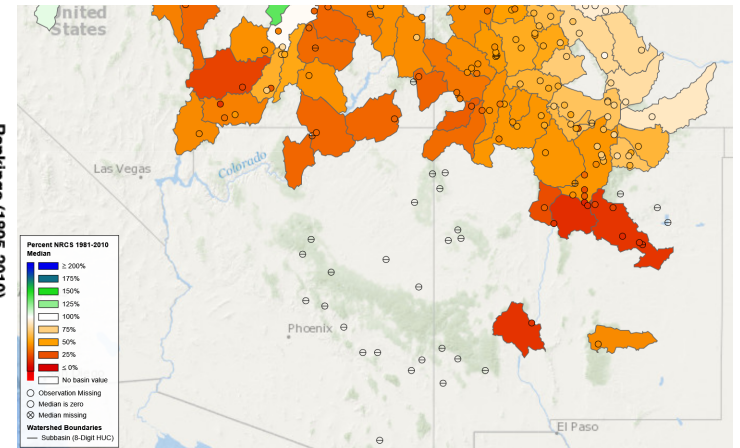 United
States
Las Vegas
Colorado
Phoenix
El Paso
Percent NRCS 1981-2010
Median
≥ 200%
175%
150%
125%
100%
75%
50%
25%
≤ 0%
No basin value
Observation Missing
Median is zero
Median missing
Watershed Boundaries
Subbasin (8-Digit HUC)